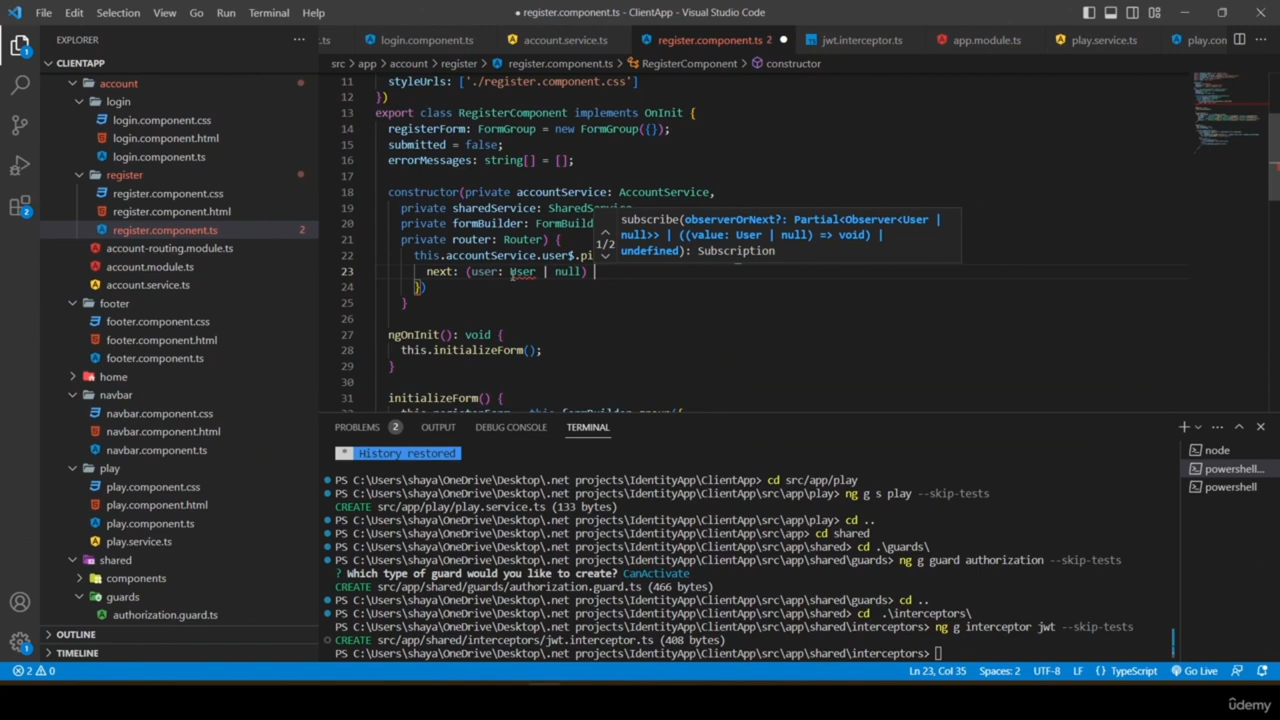 File Edit Selection View Go Run Terminal Help
register.component.ts - ClientApp - Visual Studio Code
EXPLORER
.ts login.component.ts account.service.ts register.component.ts 2 jwt.interceptor.ts app.module.ts play.service.ts play.con
CLIENTAPP
src > app > account > register > register.component.ts > RegisterComponent > constructor
account
login
login.component.css
login.component.html
login.component.ts
register
register.component.css
register.component.html
register.component.ts 2
account-routing.module.ts
account.module.ts
account.service.ts
footer
footer.component.css
footer.component.html
footer.component.ts
home
navbar
navbar.component.css
navbar.component.html
navbar.component.ts
play
play.component.css
play.component.html
play.component.ts
play.service.ts
shared
components
guards
authorization.guard.ts
OUTLINE
TIMELINE
11 styleUrls: ['./register.component.css']
12 })
13 export class RegisterComponent implements OnInit {
14 registerForm: FormGroup = new FormGroup({});
15 submitted = false;
16 errorMessages: string[] = [];
17
18 constructor(private accountService: AccountService,
19 private sharedService: SharedService,
20 private formBuilder: FormBuild
21 private router: Router) {
22 this.accountService.user$.pi
23 next: (user: User | null)
24 })
25 }
26
27 ngOnInit(): void {
28 this.initializeForm();
29 }
30
31 initializeForm() {
subscribe(observerOrNext?: Partial<Observer<User |
1/2 null>> | ((value: User | null) => void) |
undefined): Subscription
PROBLEMS 2 OUTPUT DEBUG CONSOLE TERMINAL
* History restored
PS C:\Users\shaya\OneDrive\Desktop\.net projects\IdentityApp\ClientApp> cd src/app/play
PS C:\Users\shaya\OneDrive\Desktop\.net projects\IdentityApp\ClientApp\src\app\play> ng g s play --skip-tests
CREATE src/app/play/play.service.ts (133 bytes)
PS C:\Users\shaya\OneDrive\Desktop\.net projects\IdentityApp\ClientApp\src\app\play> cd ..
PS C:\Users\shaya\OneDrive\Desktop\.net projects\IdentityApp\ClientApp\src\app> cd shared
PS C:\Users\shaya\OneDrive\Desktop\.net projects\IdentityApp\ClientApp\src\app\shared> cd .\guards\
PS C:\Users\shaya\OneDrive\Desktop\.net projects\IdentityApp\ClientApp\src\app\shared\guards> ng g guard authorization --skip-tests
? Which type of guard would you like to create? CanActivate
CREATE src/app/shared/guards/authorization.guard.ts (466 bytes)
PS C:\Users\shaya\OneDrive\Desktop\.net projects\IdentityApp\ClientApp\src\app\shared\guards> cd ..
PS C:\Users\shaya\OneDrive\Desktop\.net projects\IdentityApp\ClientApp\src\app\shared> cd .\interceptors\
PS C:\Users\shaya\OneDrive\Desktop\.net projects\IdentityApp\ClientApp\src\app\shared\interceptors> ng g interceptor jwt --skip-tests
CREATE src/app/shared/interceptors/jwt.interceptor.ts (408 bytes)
PS C:\Users\shaya\OneDrive\Desktop\.net projects\IdentityApp\ClientApp\src\app\shared\interceptors>
node
powershell...
powershell
2 0 Ln 23, Col 35 Spaces: 2 UTF-8 LF {} TypeScript Go Live
ûdemy